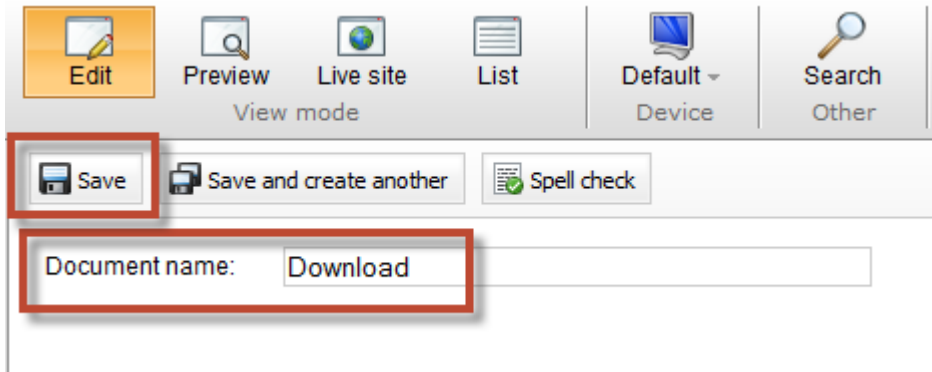 Edit Preview Live site List Default Search
View mode Device Other
Save Save and create another Spell check
Document name: Download